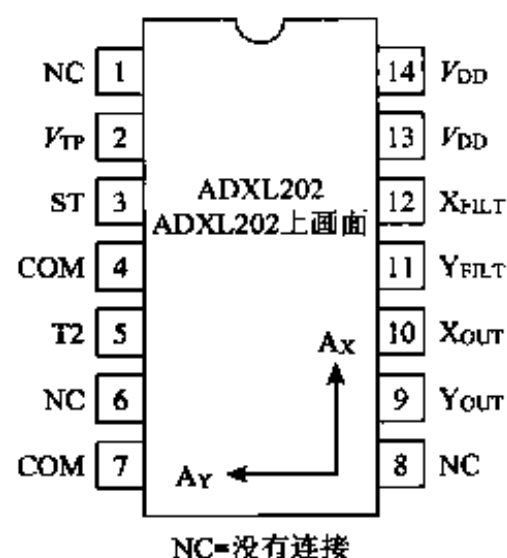 NC 1 14 VDD
VTP 2 13 VDD
ST 3 ADXL202 12 XFILT
ADXL202上画面
COM 4 11 YFILT
T2 5 AX 10 XOUT
NC 6 9 YOUT
COM 7 AY 8 NC
NC=没有连接